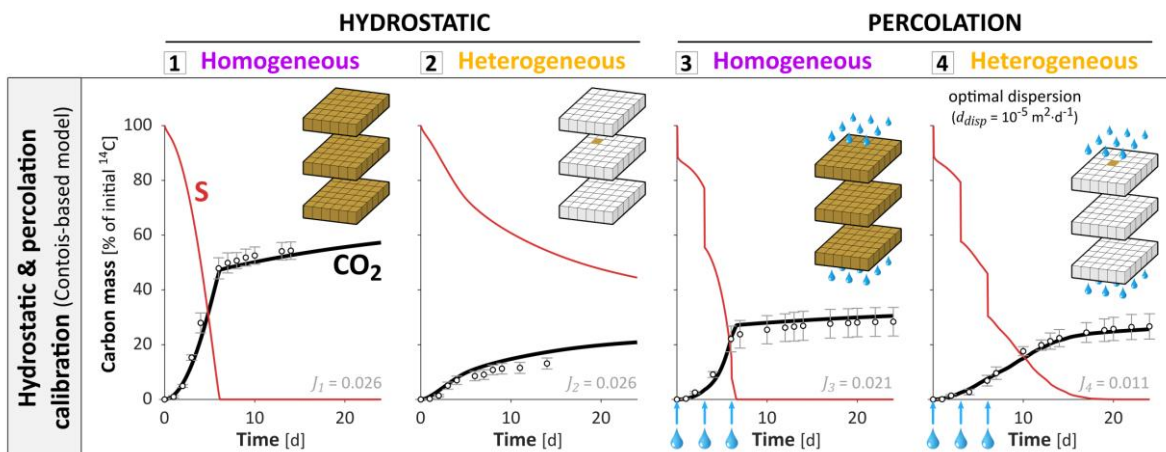 HYDROSTATIC
PERCOLATION
1 Homogeneous
2 Heterogeneous
3 Homogeneous
4 Heterogeneous
Hydrostatic & percolation
calibration (Contois-based model)
optimal dispersion
(d_disp = 10⁻⁵ m²·d⁻¹)
Carbon mass [% of initial ¹⁴C]
100
80
60
40
20
0
S
CO₂
J₁ = 0.026
J₂ = 0.026
J₃ = 0.021
J₄ = 0.011
0 10 20
0 10 20
0 10 20
0 10 20
Time [d]
Time [d]
Time [d]
Time [d]